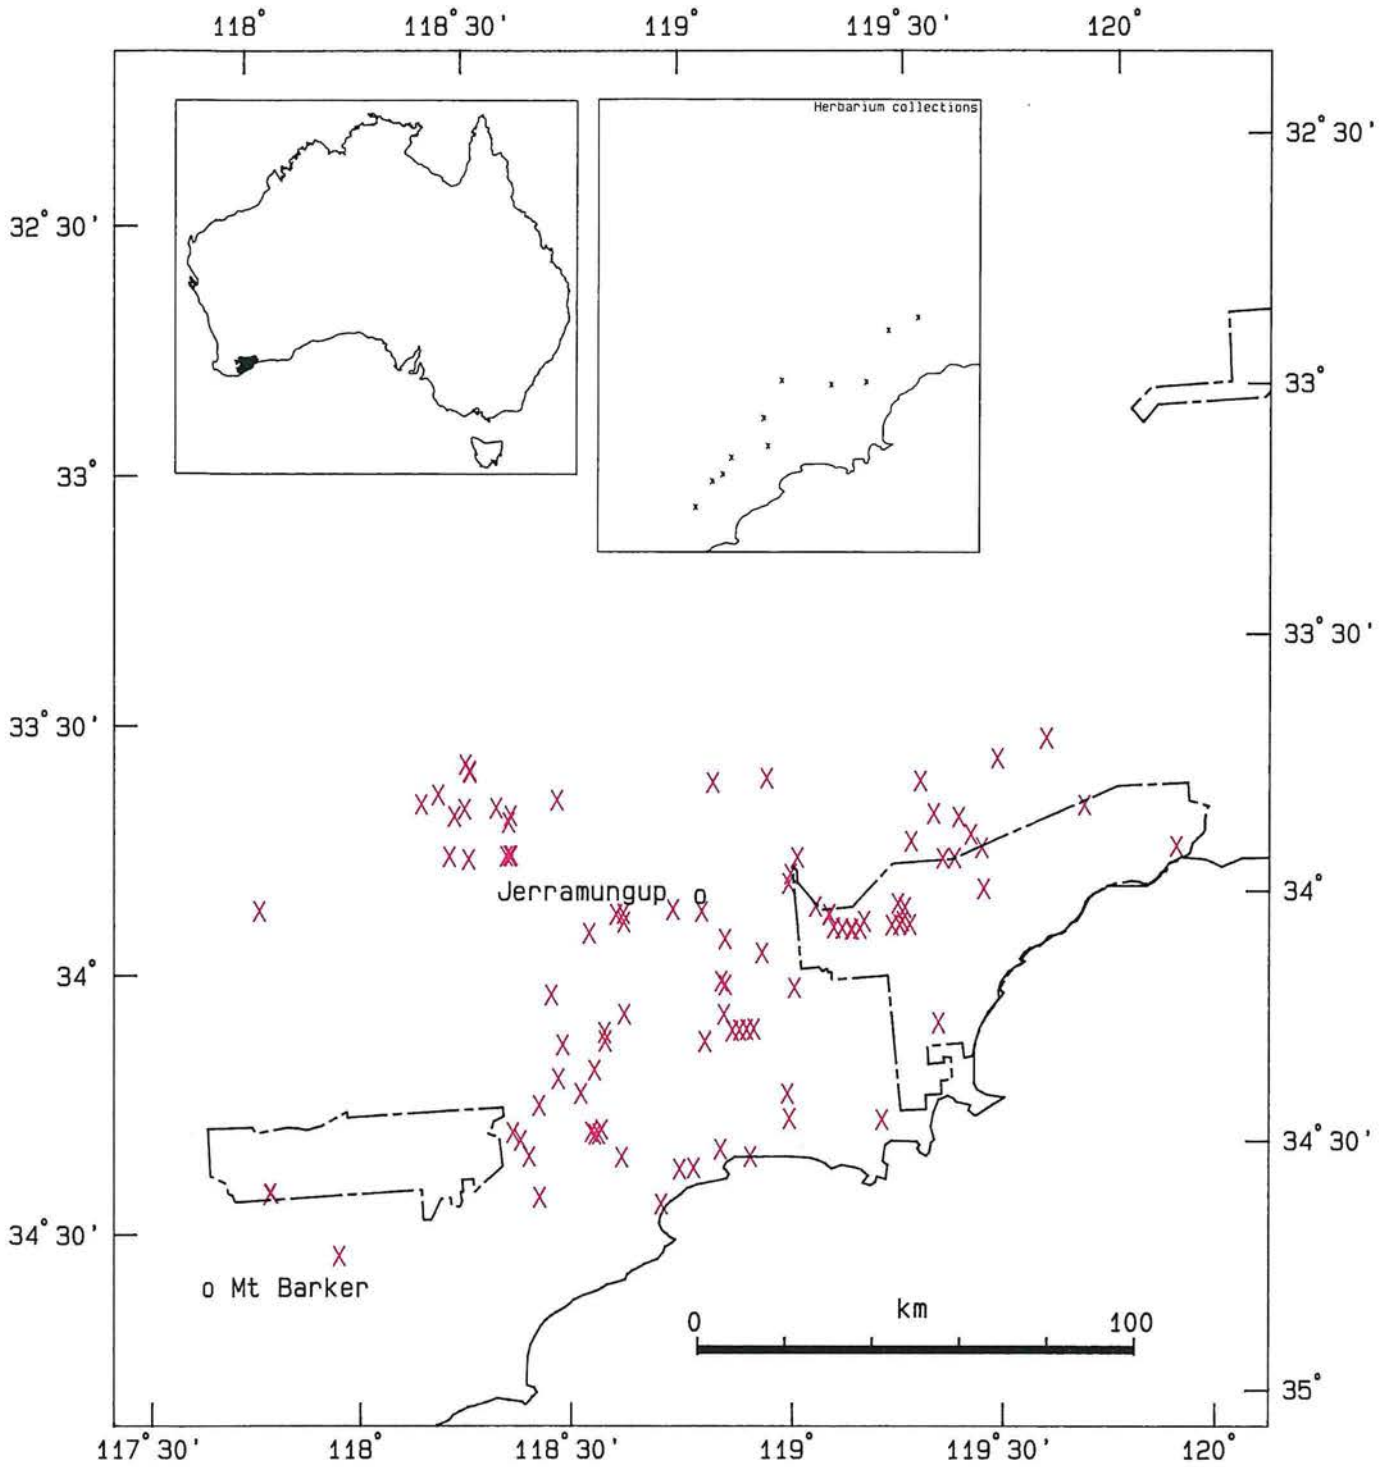 118° 118° 30' 119° 119° 30' 120°
Herbarium collections
32° 30'
32° 30'
33°
33°
33° 30'
33° 30'
Jerramungup
34°
34°
34° 30'
34° 30'
Mt Barker
km
0 100
35°
117° 30' 118° 118° 30' 119° 119° 30' 120°